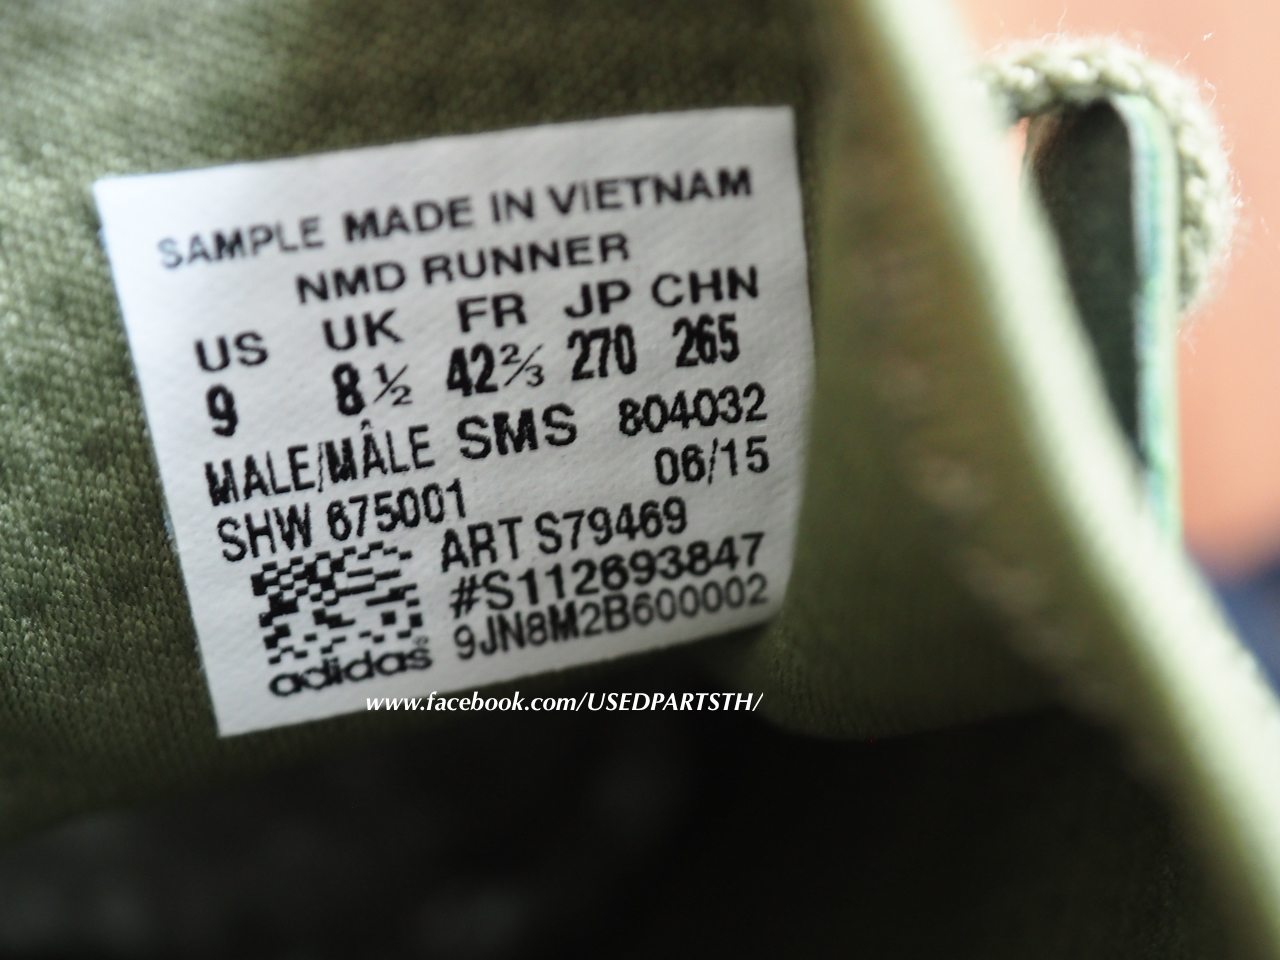 SAMPLE MADE IN VIETNAM
NMD RUNNER
US UK FR JP CHN
9 8½ 42⅔ 270 265
MALE/MÂLE SMS 804032
SHW 675001 06/15
ART S79469
#S112693847
9JN8M2B600002
adidas®
www.facebook.com/USEDPARTSTH/